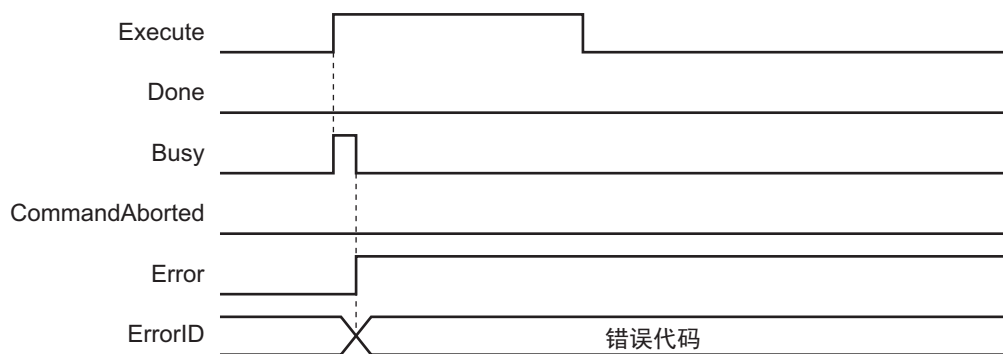 Execute
Done
Busy
CommandAborted
Error
ErrorID
错误代码